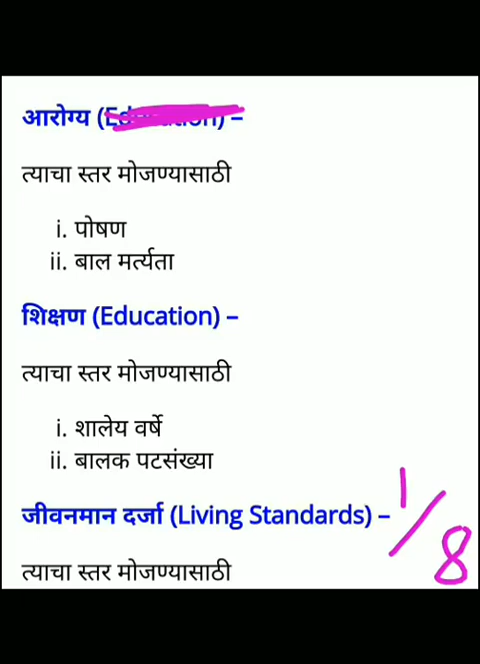 आरोग्य (Education) –
त्याचा स्तर मोजण्यासाठी
i. पोषण
ii. बाल मर्त्यता
शिक्षण (Education) –
त्याचा स्तर मोजण्यासाठी
i. शालेय वर्षे
ii. बालक पटसंख्या
जीवनमान दर्जा (Living Standards) –
1/8
त्याचा स्तर मोजण्यासाठी